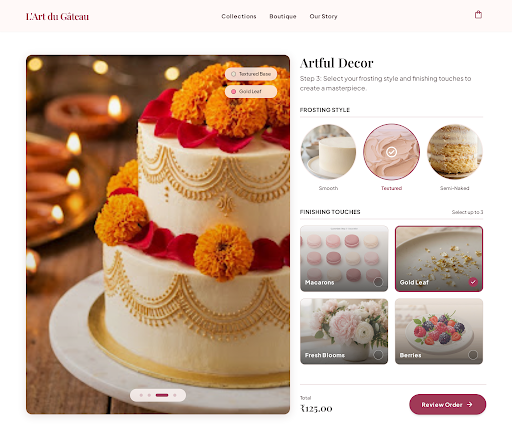 L'Art du Gâteau
Collections Boutique Our Story
Textured Base
Gold Leaf
Artful Decor
Step 3: Select your frosting style and finishing touches to
create a masterpiece.
FROSTING STYLE
Smooth Textured Semi-Naked
FINISHING TOUCHES Select up to 3
Macarons Gold Leaf
Fresh Blooms Berries
Total
₹125.00
Review Order →